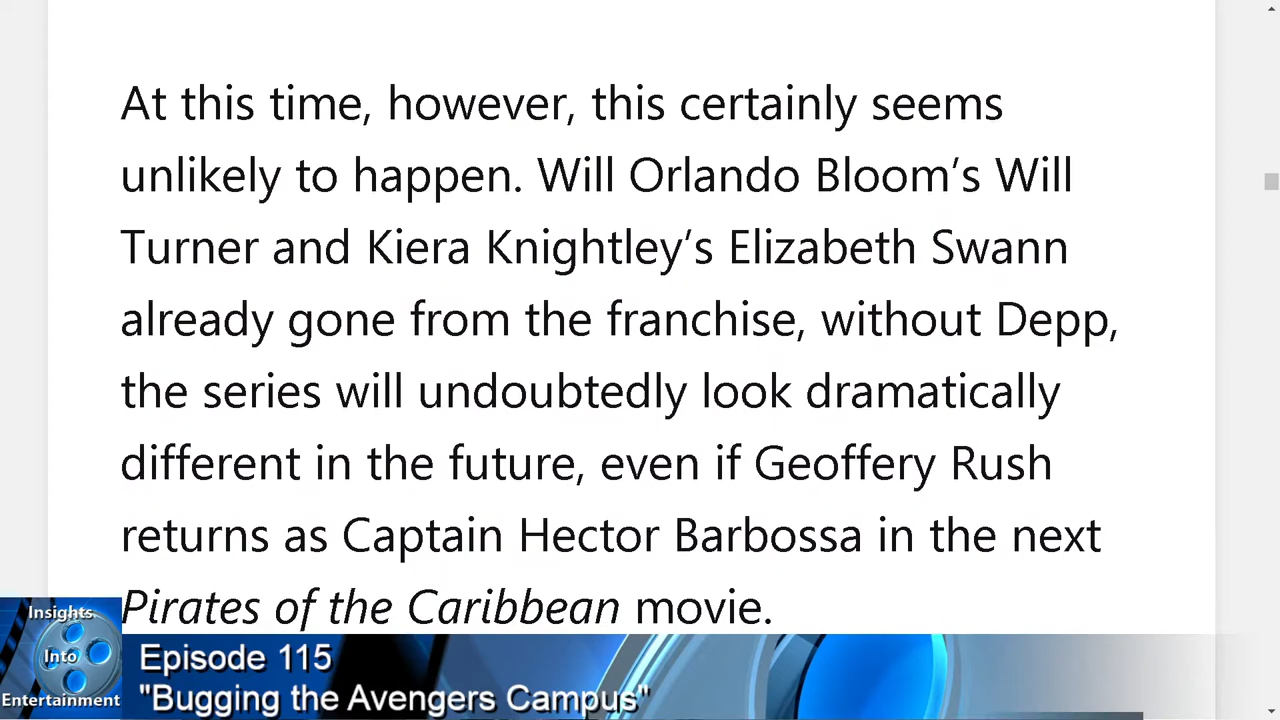 At this time, however, this certainly seems
unlikely to happen. Will Orlando Bloom’s Will
Turner and Kiera Knightley’s Elizabeth Swann
already gone from the franchise, without Depp,
the series will undoubtedly look dramatically
different in the future, even if Geoffery Rush
returns as Captain Hector Barbossa in the next
Pirates of the Caribbean movie.
Insights
Into
Entertainment
Episode 115
"Bugging the Avengers Campus"